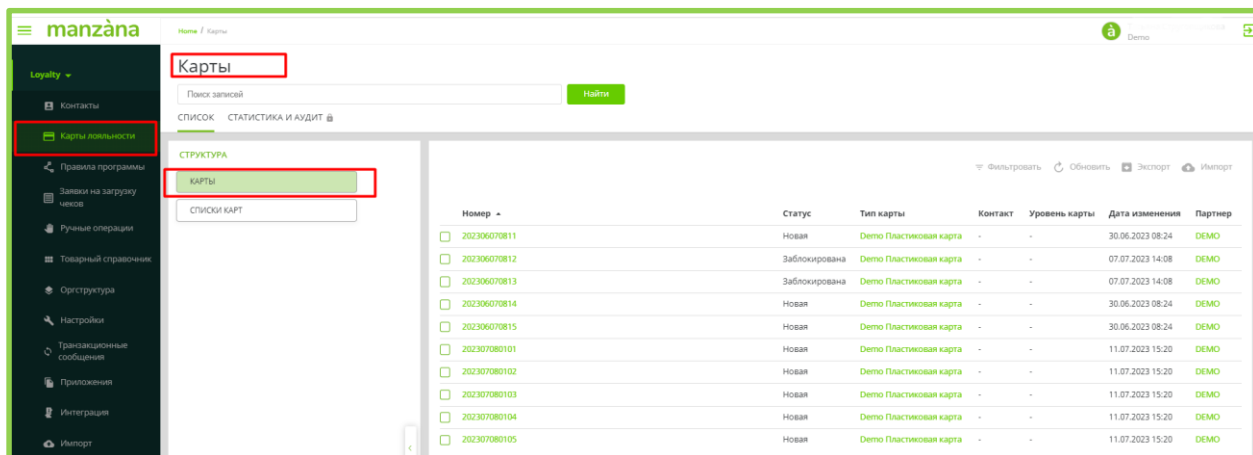 manzàna
Home / Карты
à
Demo
Loyalty
Контакты
Карты лояльности
Правила программы
Заявки на загрузку
чеков
Ручные операции
Товарный справочник
Оргструктура
Настройки
Транзакционные
сообщения
Приложения
Интеграция
Импорт
Карты
Поиск записей
Найти
СПИСОК СТАТИСТИКА И АУДИТ
СТРУКТУРА
КАРТЫ
СПИСКИ КАРТ
Фильтровать Обновить Экспорт Импорт
Номер Статус Тип карты Контакт Уровень карты Дата изменения Партнер
202306070811 Новая Demo Пластиковая карта - - 30.06.2023 08:24 DEMO
202306070812 Заблокирована Demo Пластиковая карта - - 07.07.2023 14:08 DEMO
202306070813 Заблокирована Demo Пластиковая карта - - 07.07.2023 14:08 DEMO
202306070814 Новая Demo Пластиковая карта - - 30.06.2023 08:24 DEMO
202306070815 Новая Demo Пластиковая карта - - 30.06.2023 08:24 DEMO
202307080101 Новая Demo Пластиковая карта - - 11.07.2023 15:20 DEMO
202307080102 Новая Demo Пластиковая карта - - 11.07.2023 15:20 DEMO
202307080103 Новая Demo Пластиковая карта - - 11.07.2023 15:20 DEMO
202307080104 Новая Demo Пластиковая карта - - 11.07.2023 15:20 DEMO
202307080105 Новая Demo Пластиковая карта - - 11.07.2023 15:20 DEMO